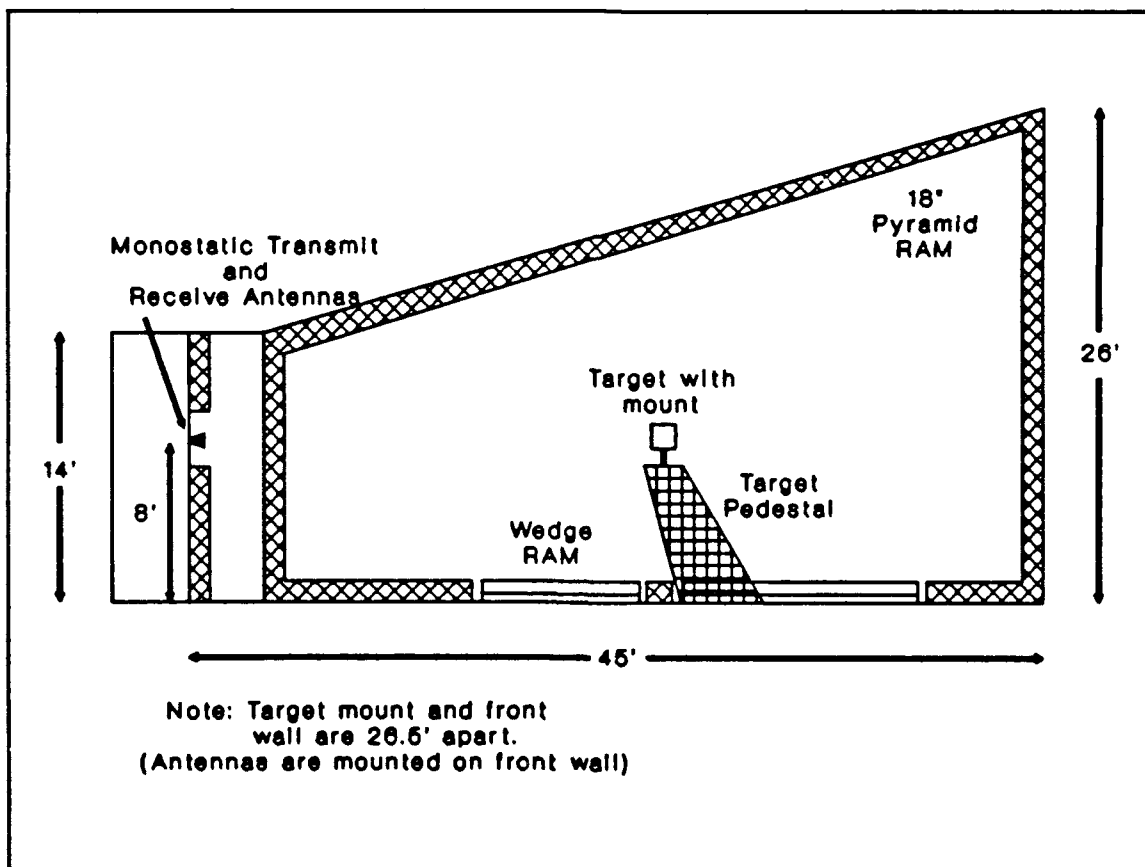 18"
Pyramid
RAM
Monostatic Transmit
and
Receive Antennas
26'
Target with
mount
14'
8'
Target
Pedestal
Wedge
RAM
45'
Note: Target mount and front
wall are 26.5' apart.
(Antennas are mounted on front wall)